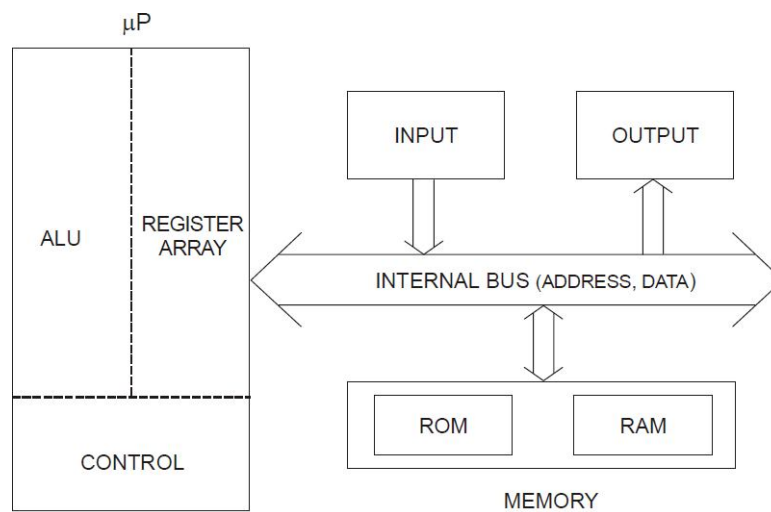 μP
INPUT
OUTPUT
ALU
REGISTER
ARRAY
INTERNAL BUS (ADDRESS, DATA)
ROM
RAM
CONTROL
MEMORY